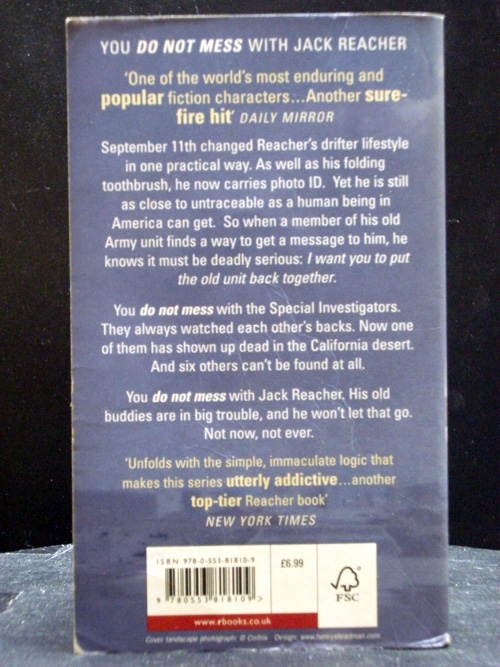 YOU DO NOT MESS WITH JACK REACHER
'One of the world's most enduring and
popular fiction characters...Another sure-
fire hit' DAILY MIRROR
September 11th changed Reacher's drifter lifestyle
in one practical way. As well as his folding
toothbrush, he now carries photo ID. Yet he is still
as close to untraceable as a human being in
America can get. So when a member of his old
Army unit finds a way to get a message to him, he
knows it must be deadly serious: I want you to put
the old unit back together.
You do not mess with the Special Investigators.
They always watched each other's backs. Now one
of them has shown up dead in the California desert.
And six others can't be found at all.
You do not mess with Jack Reacher. His old
buddies are in big trouble, and he won't let that go.
Not now, not ever.
'Unfolds with the simple, immaculate logic that
makes this series utterly addictive...another
top-tier Reacher book'
NEW YORK TIMES
ISBN 978-0-553-81810-9
£6.99
9 780553 818109 >
FSC
www.rbooks.co.uk
Cover landscape photograph: © Corbis Design: www.henrysteadman.com